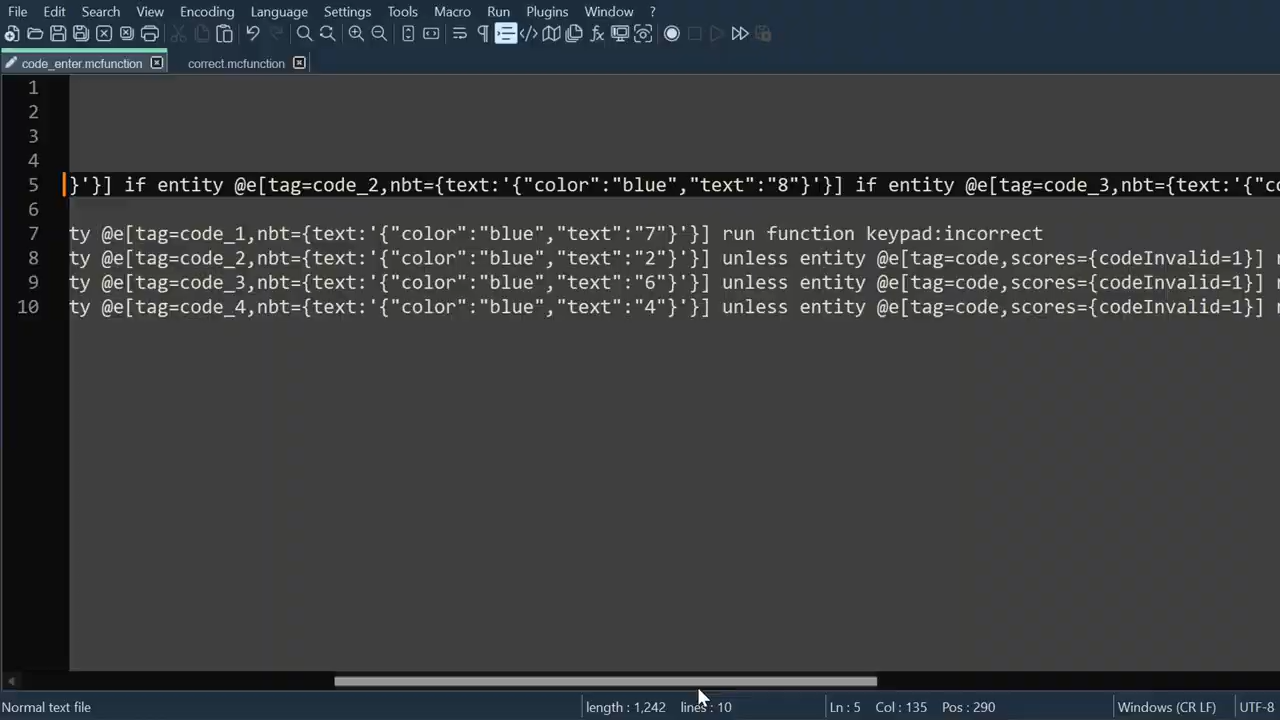 File Edit Search View Encoding Language Settings Tools Macro Run Plugins Window ?
code_enter.mcfunction correct.mcfunction
1
2
3
4
5 }'}] if entity @e[tag=code_2,nbt={text:'{"color":"blue","text":"8"}'}] if entity @e[tag=code_3,nbt={text:'{"co
6
7 ty @e[tag=code_1,nbt={text:'{"color":"blue","text":"7"}'}] run function keypad:incorrect
8 ty @e[tag=code_2,nbt={text:'{"color":"blue","text":"2"}'}] unless entity @e[tag=code,scores={codeInvalid=1}] r
9 ty @e[tag=code_3,nbt={text:'{"color":"blue","text":"6"}'}] unless entity @e[tag=code,scores={codeInvalid=1}] r
10 ty @e[tag=code_4,nbt={text:'{"color":"blue","text":"4"}'}] unless entity @e[tag=code,scores={codeInvalid=1}] r
Normal text file length : 1,242 lines : 10 Ln : 5 Col : 135 Pos : 290 Windows (CR LF) UTF-8